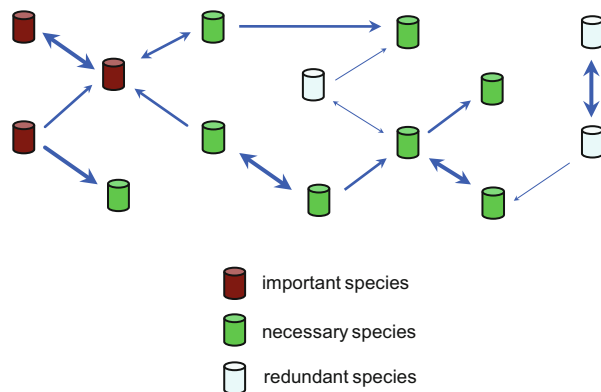 important species
necessary species
redundant species